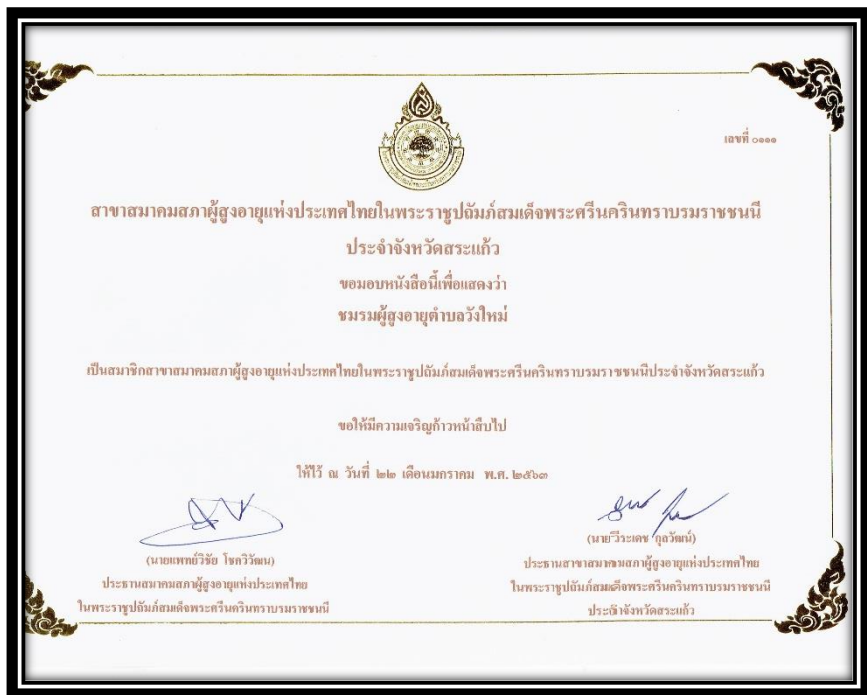 เลขที่ ๐๑๑๑
สาขาสมาคมสภาผู้สูงอายุแห่งประเทศไทยในพระราชูปถัมภ์สมเด็จพระศรีนครินทราบรมราชชนนี
ประจำจังหวัดสระแก้ว
ขอมอบหนังสือนี้เพื่อแสดงว่า
ชมรมผู้สูงอายุตำบลวังใหม่
เป็นสมาชิกสาขาสมาคมสภาผู้สูงอายุแห่งประเทศไทยในพระราชูปถัมภ์สมเด็จพระศรีนครินทราบรมราชชนนีประจำจังหวัดสระแก้ว
ขอให้มีความเจริญก้าวหน้าสืบไป
ให้ไว้ ณ วันที่ ๒๒ เดือนมกราคม พ.ศ. ๒๕๖๓
(นายแพทย์วิชัย โชควิวัฒน)
ประธานสมาคมสภาผู้สูงอายุแห่งประเทศไทย
ในพระราชูปถัมภ์สมเด็จพระศรีนครินทราบรมราชชนนี
(นายวีระเดช กุลวัฒน์)
ประธานสาขาสมาคมสภาผู้สูงอายุแห่งประเทศไทย
ในพระราชูปถัมภ์สมเด็จพระศรีนครินทราบรมราชชนนี
ประจำจังหวัดสระแก้ว